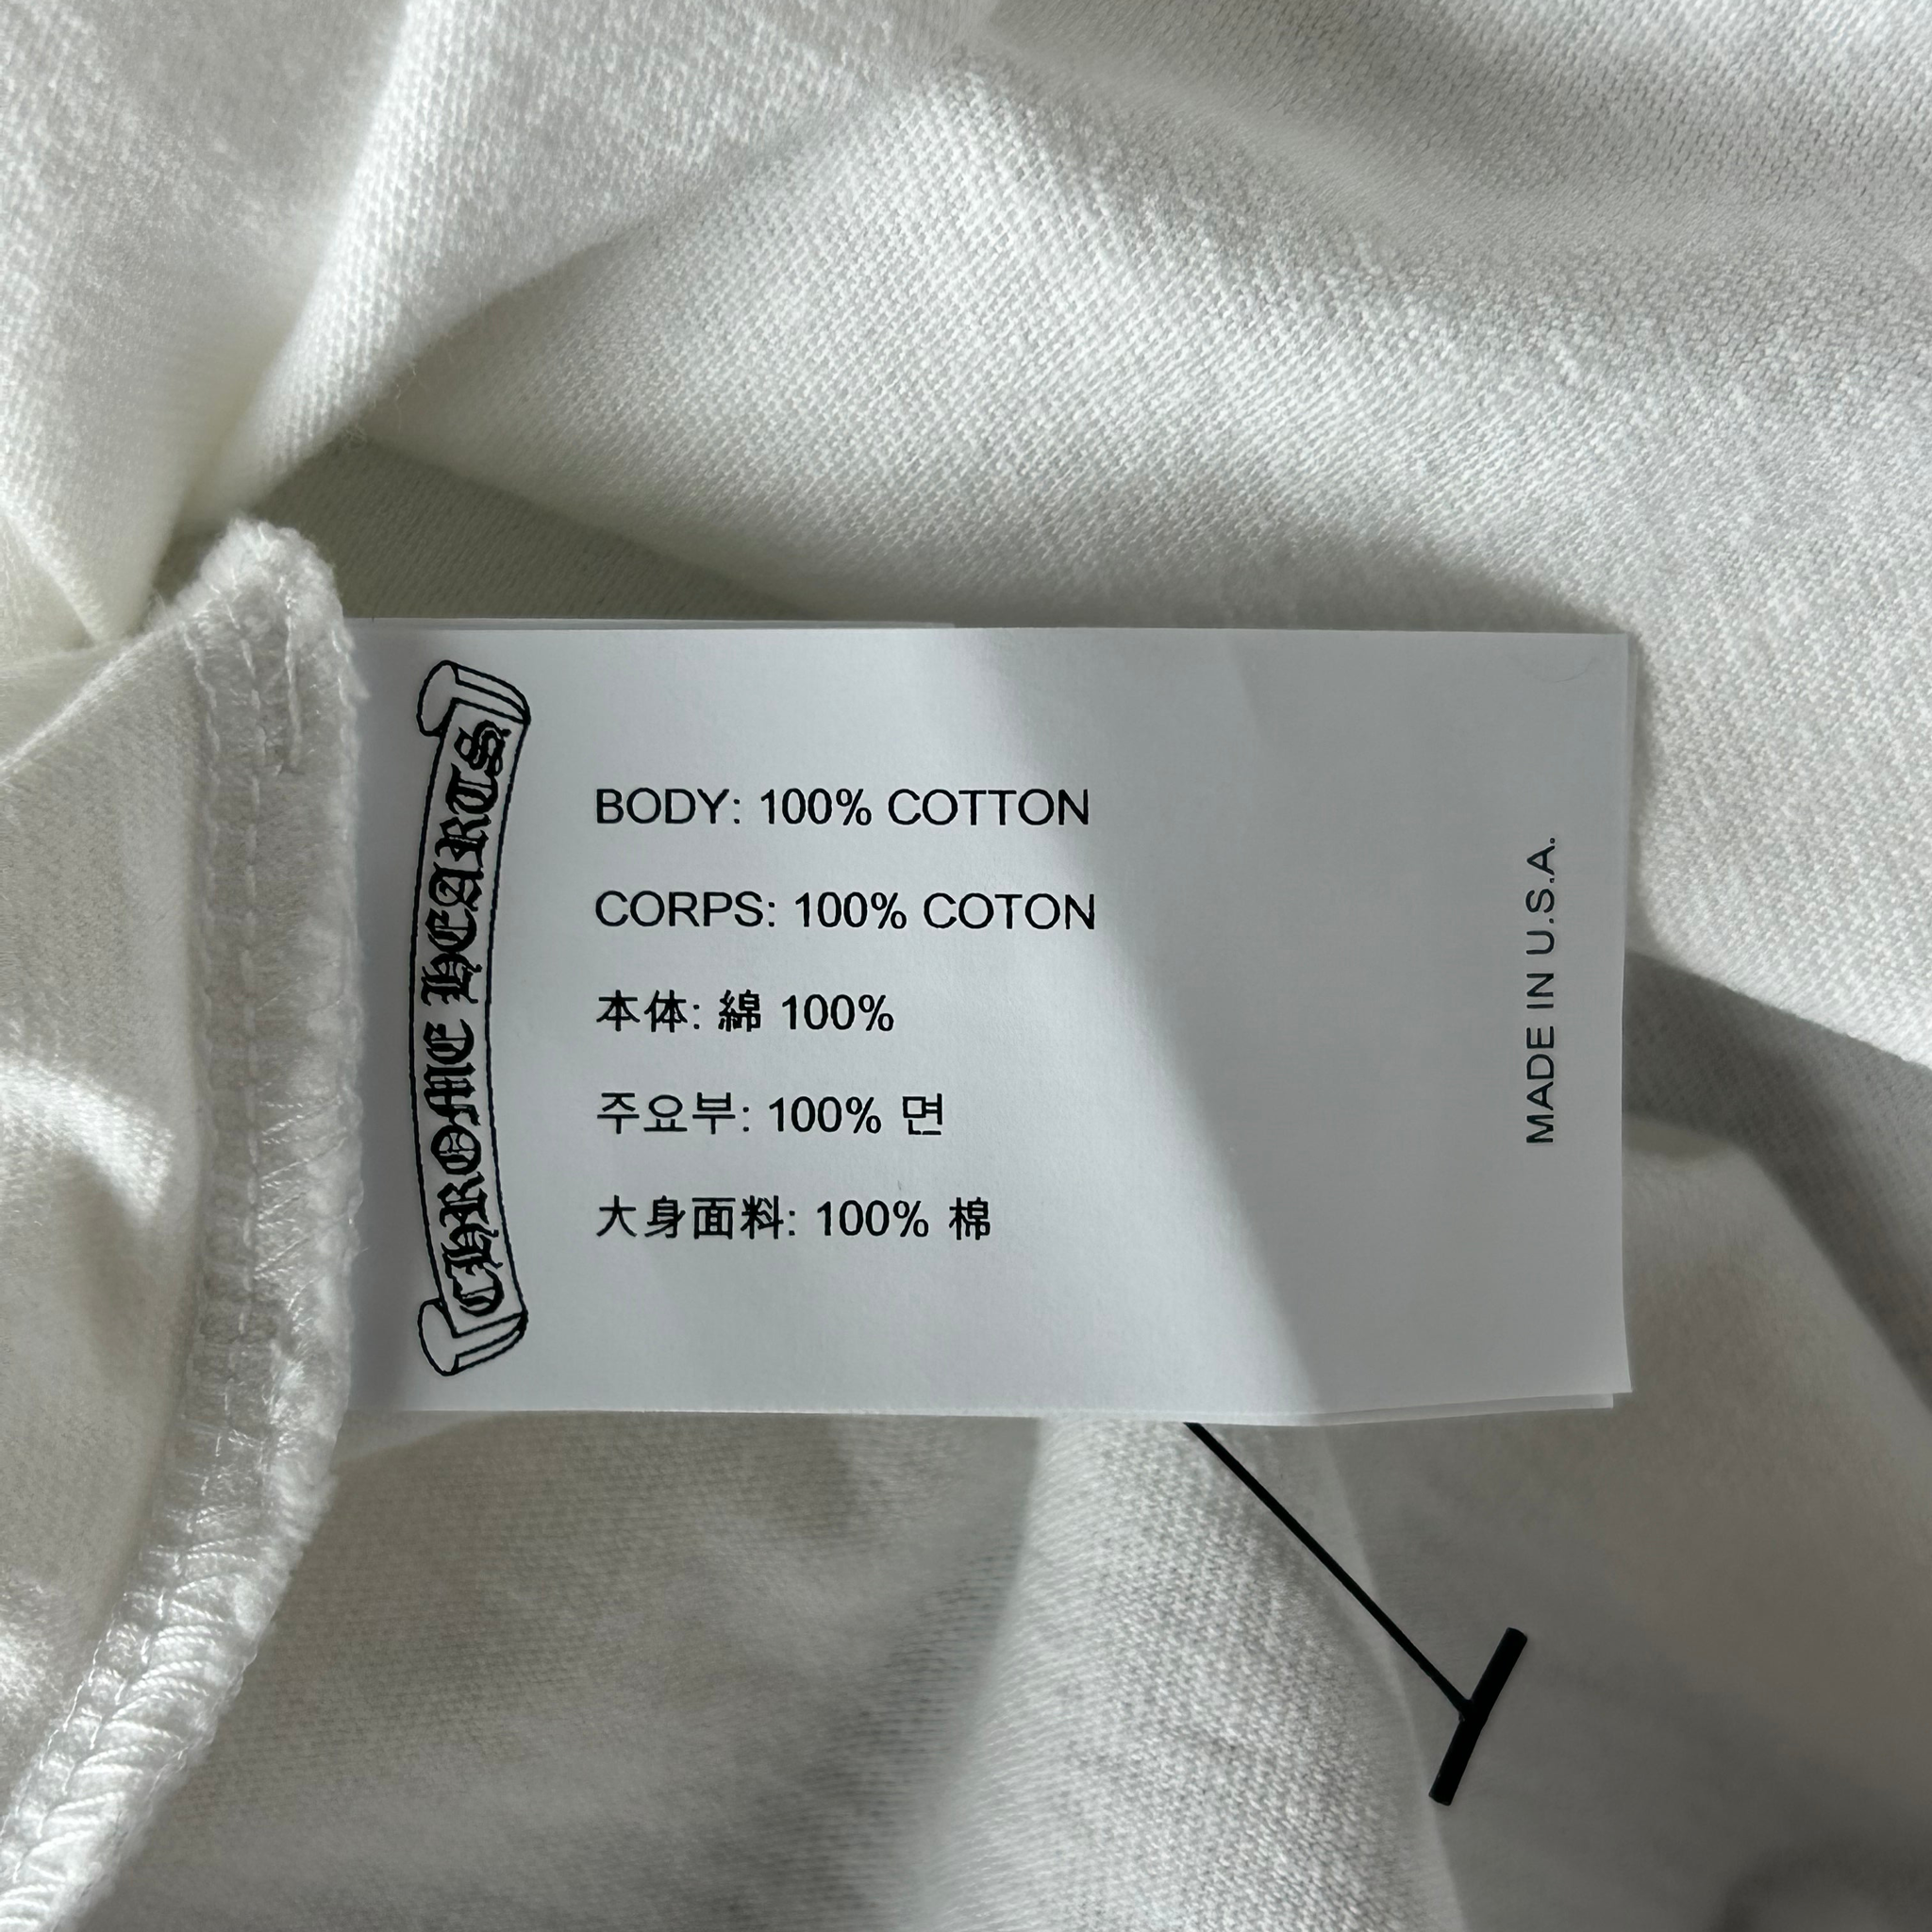 CHROME HEARTS
BODY: 100% COTTON
CORPS: 100% COTON
本体: 綿 100%
주요부: 100% 면
大身面料: 100% 棉
MADE IN U.S.A.